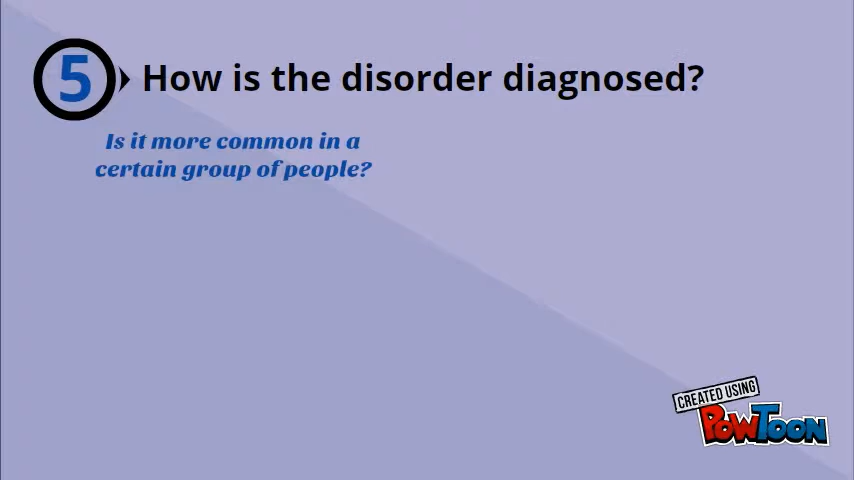 5 How is the disorder diagnosed?
Is it more common in a
certain group of people?
CREATED USING
POWTOON